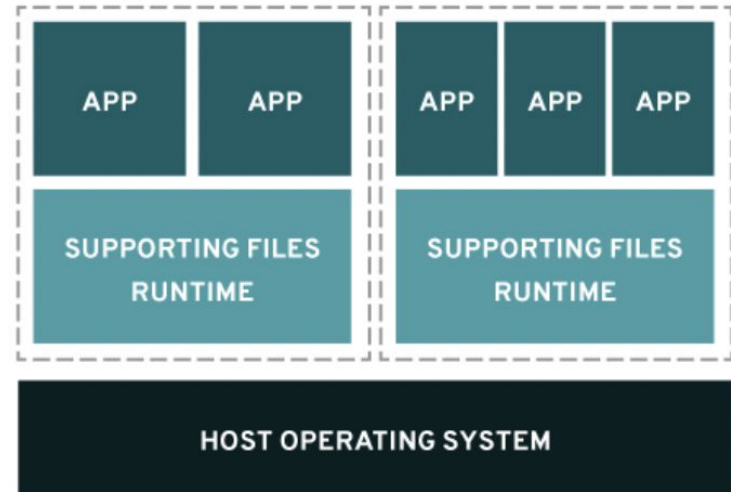 APP APP APP APP APP
SUPPORTING FILES
RUNTIME
SUPPORTING FILES
RUNTIME
HOST OPERATING SYSTEM